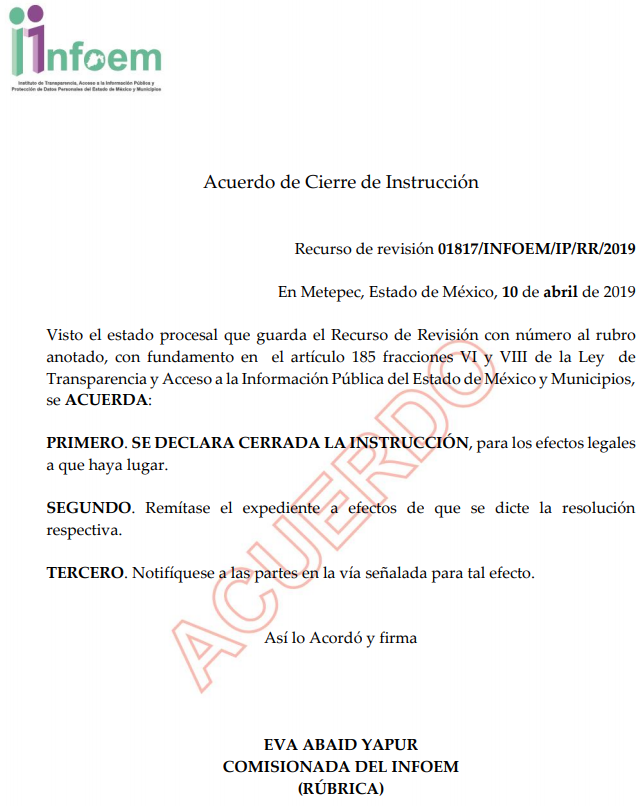 infoem
Instituto de Transparencia, Acceso a la Información Pública y
Protección de Datos Personales del Estado de México y Municipios
Acuerdo de Cierre de Instrucción
Recurso de revisión 01817/INFOEM/IP/RR/2019
En Metepec, Estado de México, 10 de abril de 2019
Visto el estado procesal que guarda el Recurso de Revisión con número al rubro
anotado, con fundamento en el artículo 185 fracciones VI y VIII de la Ley de
Transparencia y Acceso a la Información Pública del Estado de México y Municipios,
se ACUERDA:
PRIMERO. SE DECLARA CERRADA LA INSTRUCCIÓN, para los efectos legales
a que haya lugar.
SEGUNDO. Remítase el expediente a efectos de que se dicte la resolución
respectiva.
TERCERO. Notifíquese a las partes en la vía señalada para tal efecto.
ACUERDO
Así lo Acordó y firma
EVA ABAID YAPUR
COMISIONADA DEL INFOEM
(RÚBRICA)